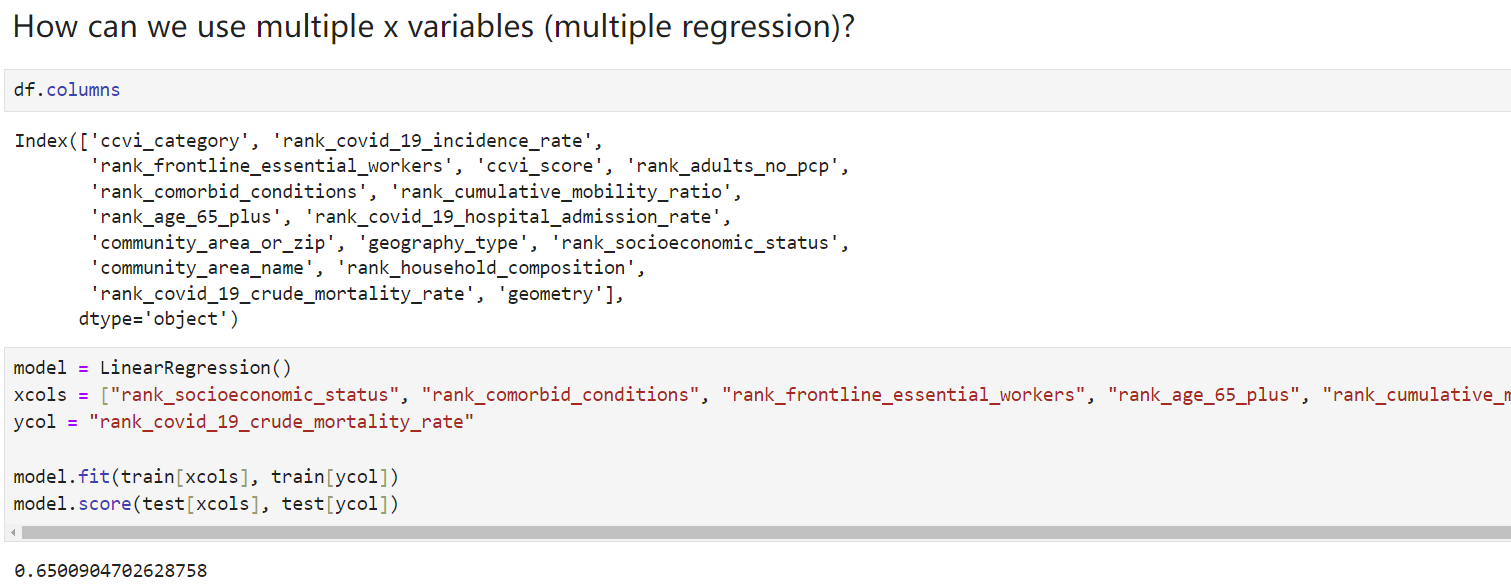 How can we use multiple x variables (multiple regression)?
df.columns
Index(['ccvi_category', 'rank_covid_19_incidence_rate',
'rank_frontline_essential_workers', 'ccvi_score', 'rank_adults_no_pcp',
'rank_comorbid_conditions', 'rank_cumulative_mobility_ratio',
'rank_age_65_plus', 'rank_covid_19_hospital_admission_rate',
'community_area_or_zip', 'geography_type', 'rank_socioeconomic_status',
'community_area_name', 'rank_household_composition',
'rank_covid_19_crude_mortality_rate', 'geometry'],
dtype='object')
model = LinearRegression()
xcols = ["rank_socioeconomic_status", "rank_comorbid_conditions", "rank_frontline_essential_workers", "rank_age_65_plus", "rank_cumulative_
ycol = "rank_covid_19_crude_mortality_rate"
model.fit(train[xcols], train[ycol])
model.score(test[xcols], test[ycol])
0.6500904702628758